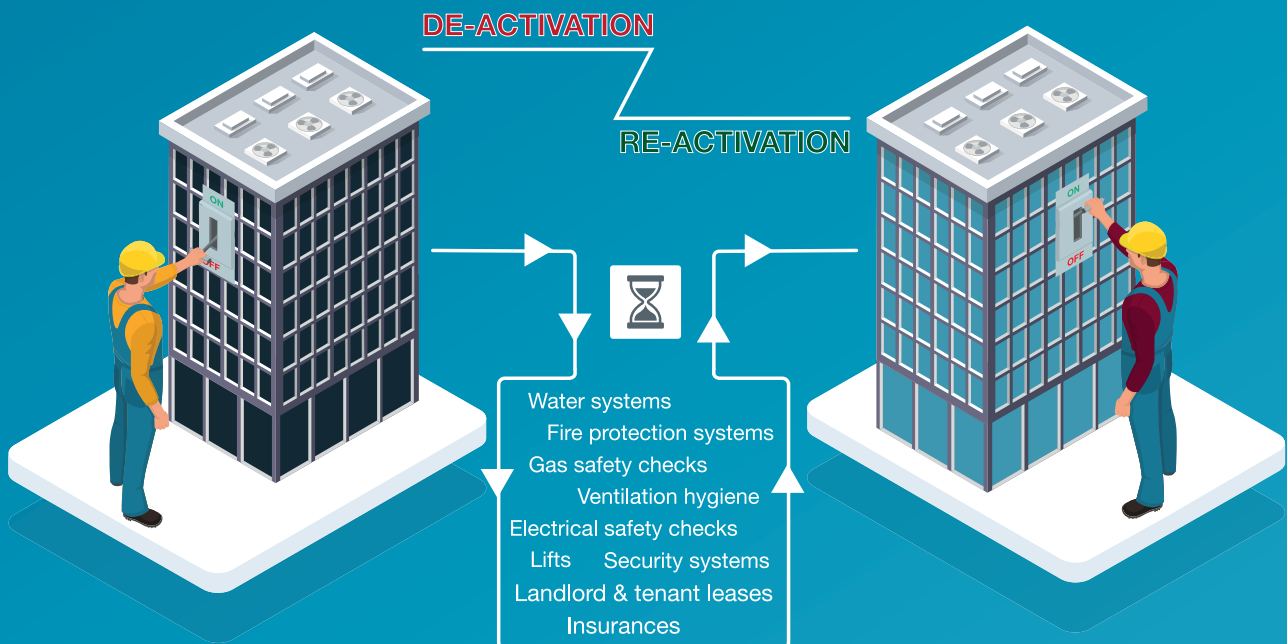 DE-ACTIVATION
RE-ACTIVATION
ON
OFF
ON
OFF
Water systems
Fire protection systems
Gas safety checks
Ventilation hygiene
Electrical safety checks
Lifts Security systems
Landlord & tenant leases
Insurances